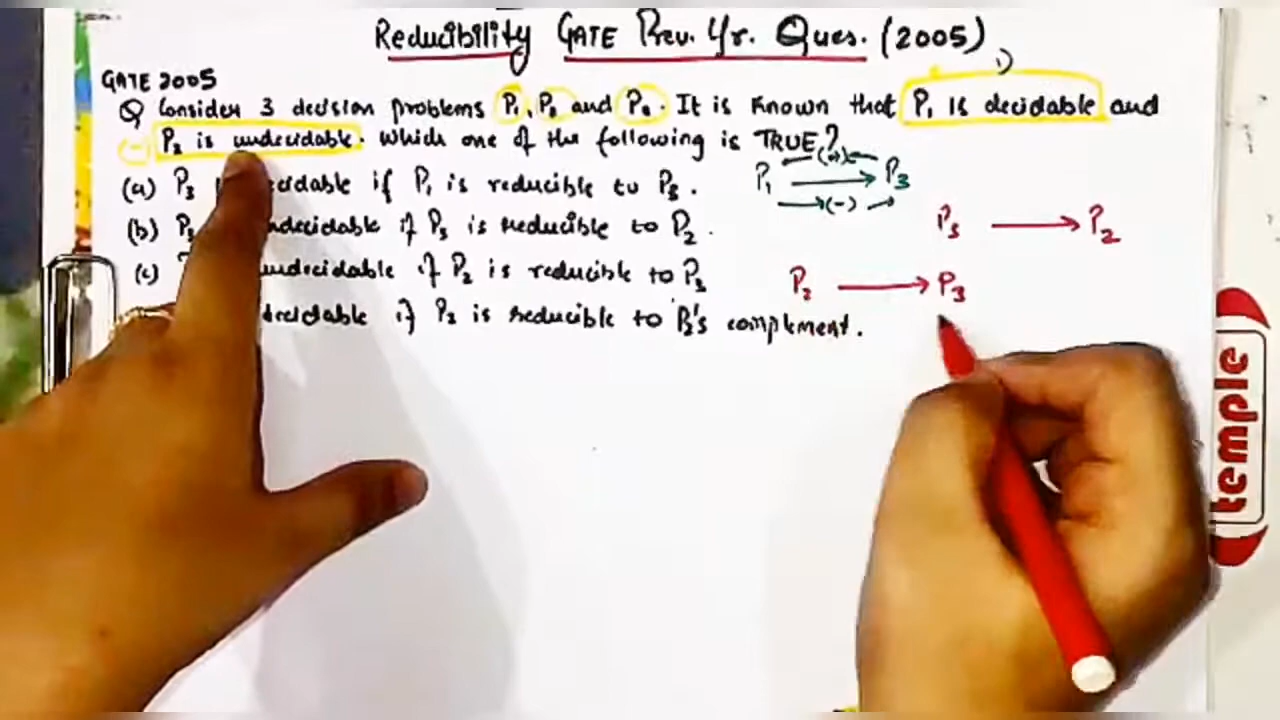 Reducibility GATE Prev. Yr. Ques. (2005)
GATE 2005
Q Consider 3 decision problems P1, P2 and P3. It is known that P1 is decidable and
P2 is undecidable. which one of the following is TRUE?
(a) P3 decidable if P1 is reducible to P3.
(b) P3 undecidable if P3 is reducible to P2.
(c) undecidable if P2 is reducible to P3
decidable if P3 is reducible to P2's complement.
P1 → P3
(+)
(-)
P3 → P2
P2 → P3
temple